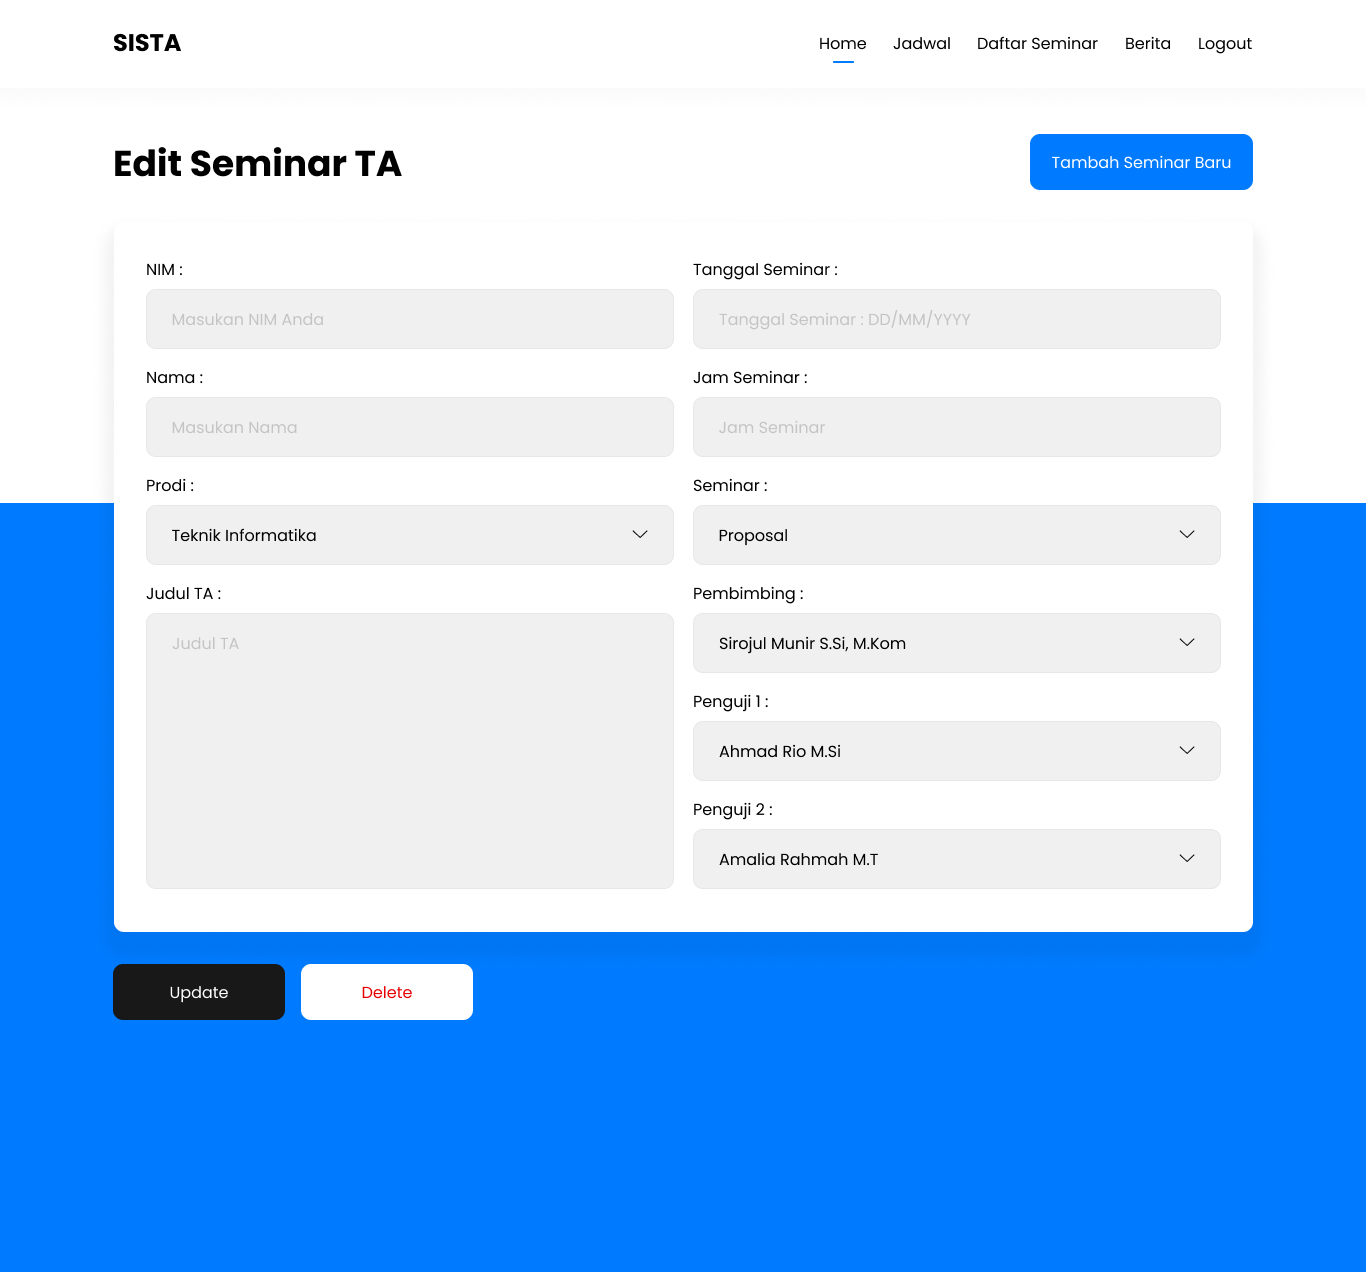 SISTA
Home Jadwal Daftar Seminar Berita Logout
Edit Seminar TA
Tambah Seminar Baru
NIM :
Masukan NIM Anda
Nama :
Masukan Nama
Prodi :
Teknik Informatika
Judul TA :
Judul TA
Tanggal Seminar :
Tanggal Seminar : DD/MM/YYYY
Jam Seminar :
Jam Seminar
Seminar :
Proposal
Pembimbing :
Sirojul Munir S.Si, M.Kom
Penguji 1 :
Ahmad Rio M.Si
Penguji 2 :
Amalia Rahmah M.T
Update
Delete